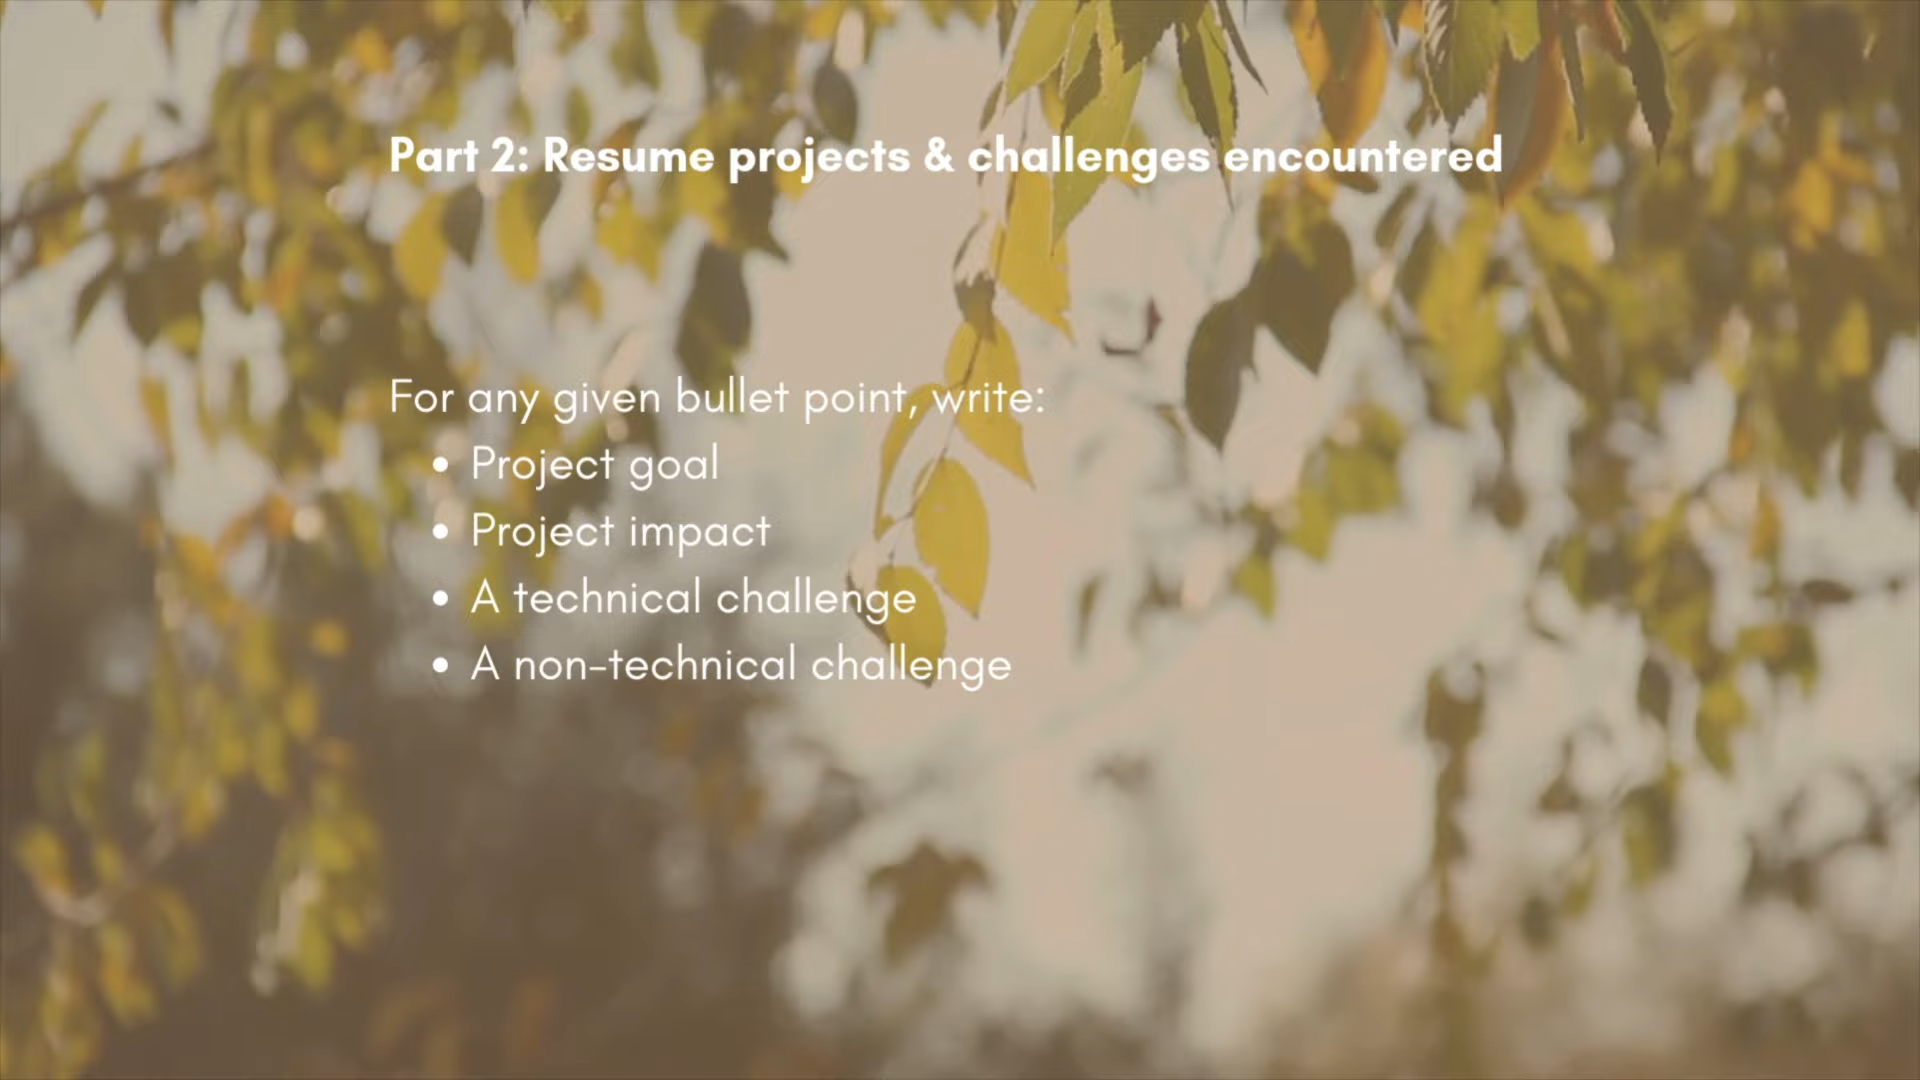 Part 2: Resume projects & challenges encountered
For any given bullet point, write:
• Project goal
• Project impact
• A technical challenge
• A non-technical challenge